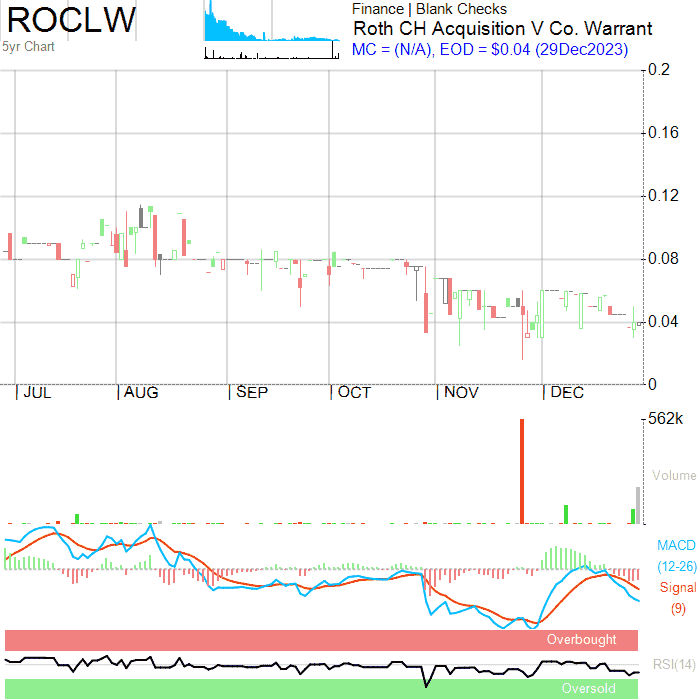 ROCLW
5yr Chart
Finance | Blank Checks
Roth CH Acquisition V Co. Warrant
MC = (N/A), EOD = $0.04 (29Dec2023)
0.2
0.16
0.12
0.08
0.04
0
JUL AUG SEP OCT NOV DEC
562k
Volume
MACD
(12-26)
Signal
(9)
Overbought
RSI(14)
Oversold